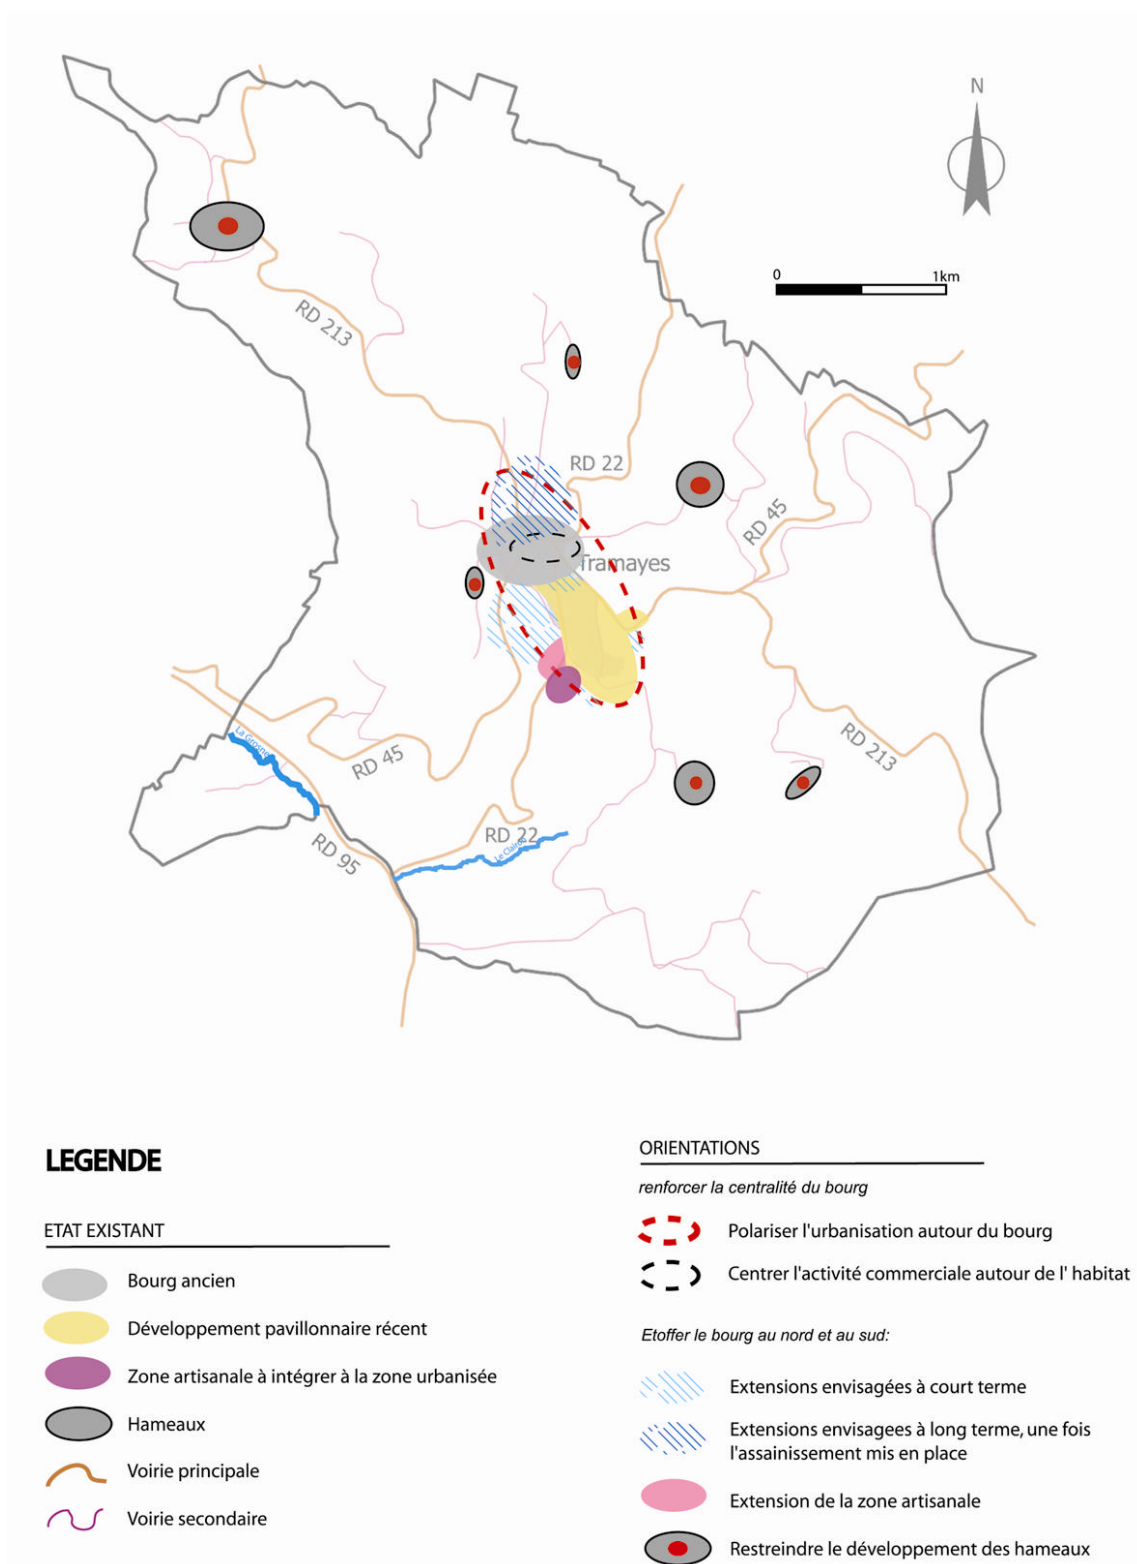 N
0 1km
RD 213
RD 22
RD 45
Tramayes
La Grosne
RD 45
RD 213
RD 22
Le Clairon
RD 95
LEGENDE
ETAT EXISTANT
Bourg ancien
Développement pavillonnaire récent
Zone artisanale à intégrer à la zone urbanisée
Hameaux
Voirie principale
Voirie secondaire
ORIENTATIONS
renforcer la centralité du bourg
Polariser l'urbanisation autour du bourg
Centrer l'activité commerciale autour de l' habitat
Etoffer le bourg au nord et au sud:
Extensions envisagées à court terme
Extensions envisagees à long terme, une fois
l'assainissement mis en place
Extension de la zone artisanale
Restreindre le développement des hameaux